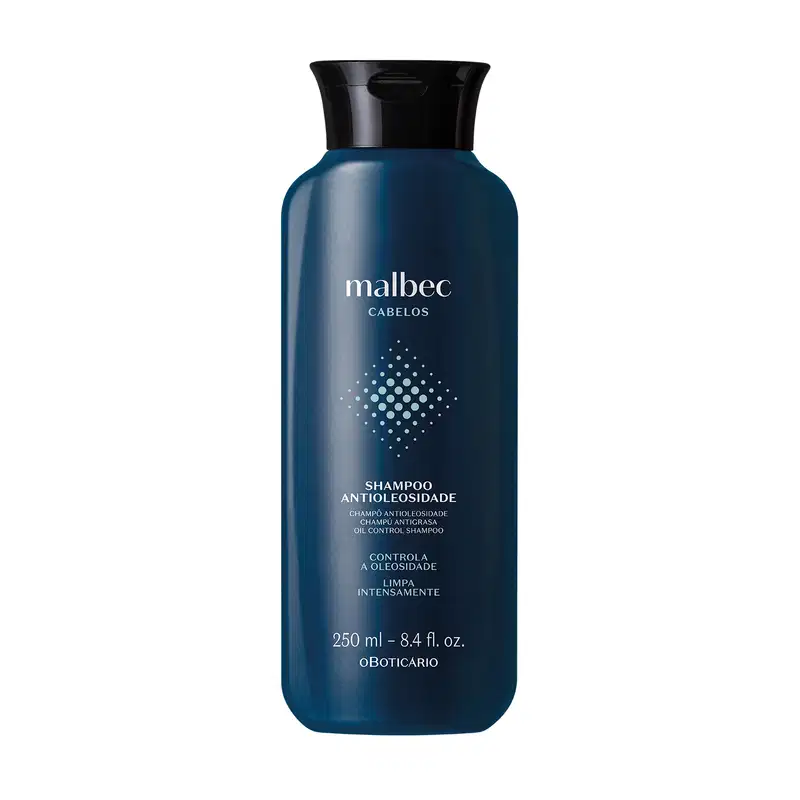 malbec
CABELOS
SHAMPOO
ANTIOLEOSIDADE
CHAMPÔ ANTIOLEOSIDADE
CHAMPÚ ANTIGRASA
OIL CONTROL SHAMPOO
CONTROLA
A OLEOSIDADE
LIMPA
INTENSAMENTE
250 ml – 8.4 fl. oz.
oBOTICÁRIO